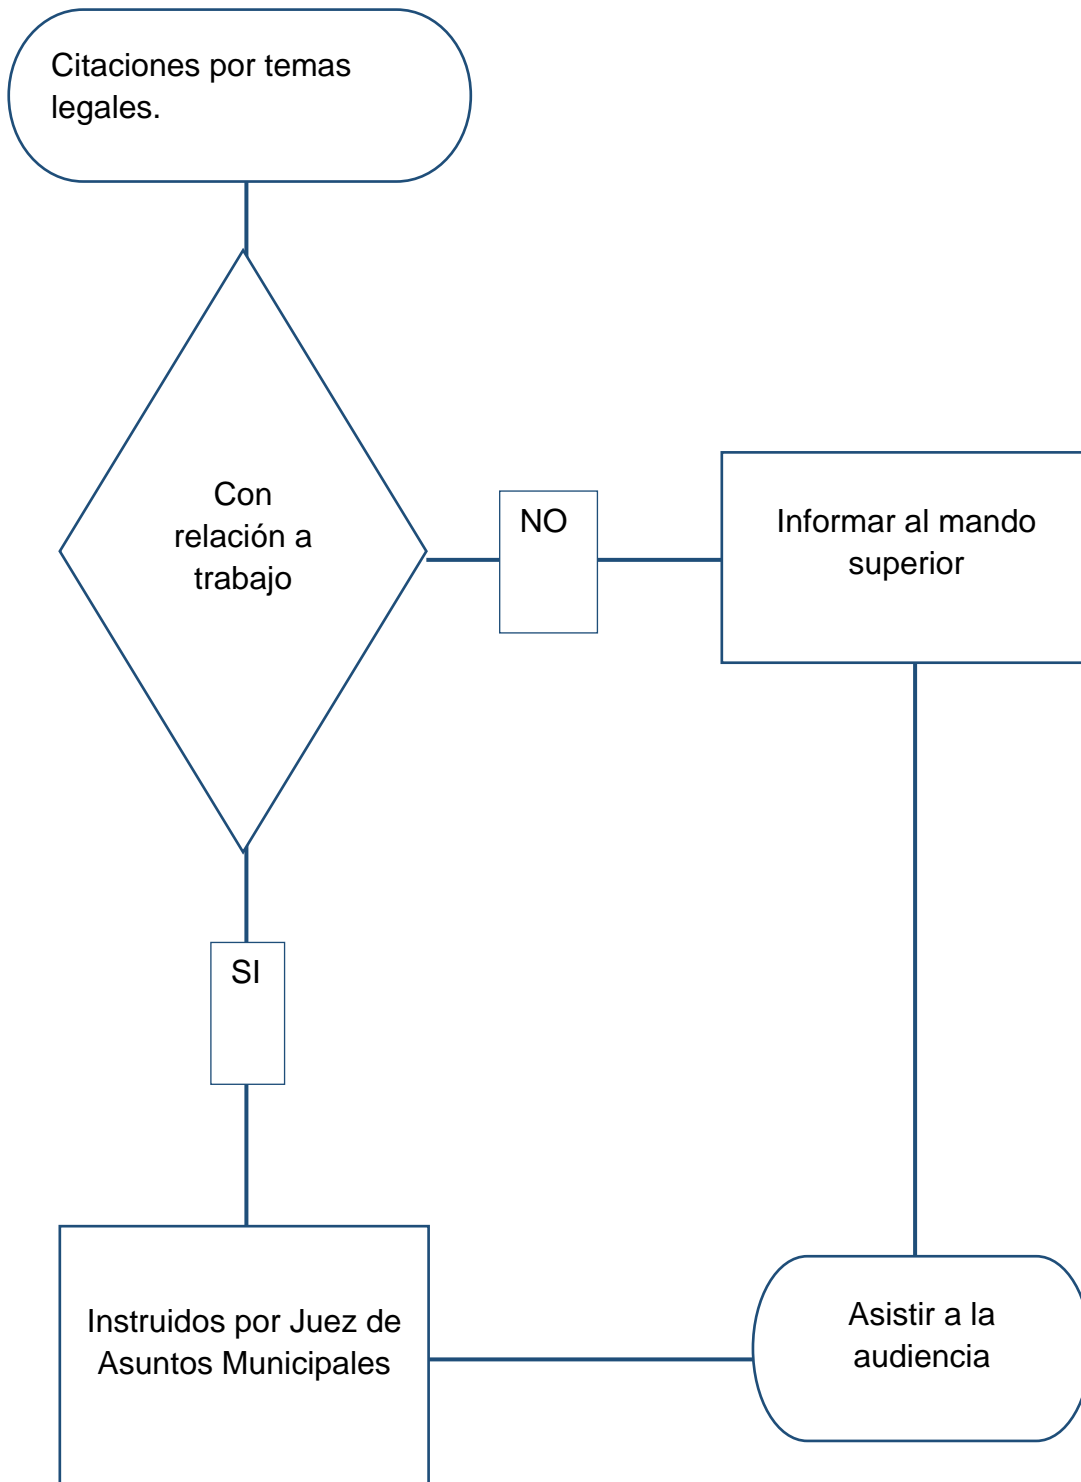 Citaciones por temas
legales.
Con
relación a
trabajo
NO
Informar al mando
superior
SI
Instruidos por Juez de
Asuntos Municipales
Asistir a la
audiencia